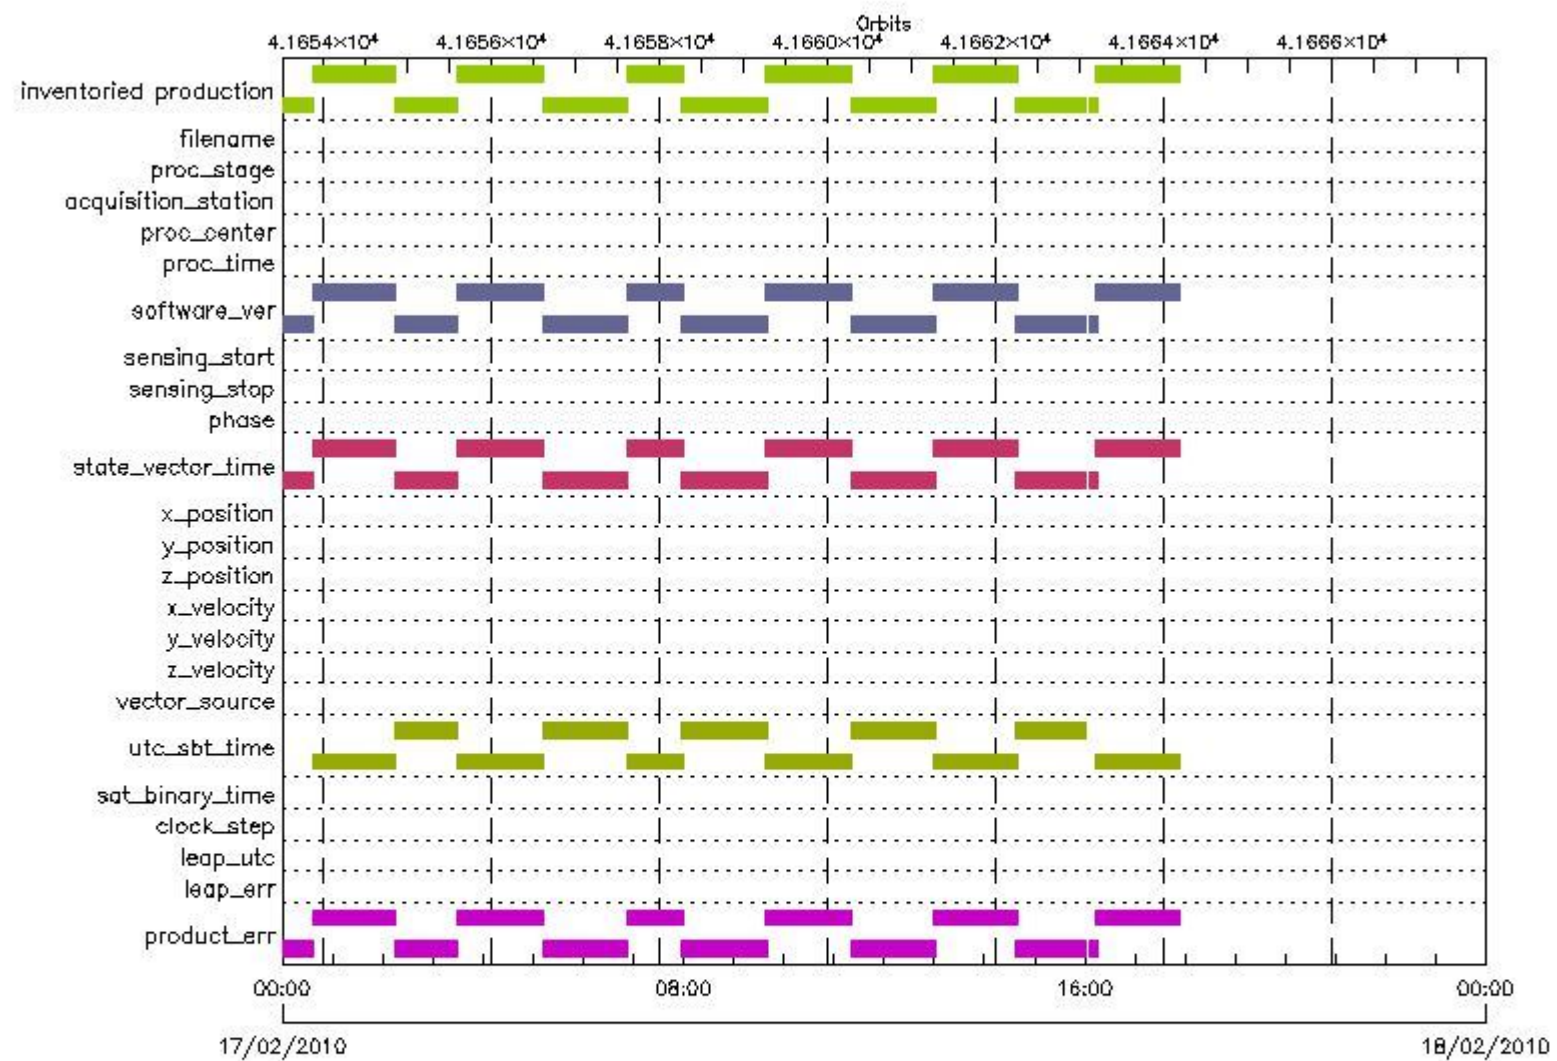 Orbits
4.1654×10⁴ 4.1656×10⁴ 4.1658×10⁴ 4.1660×10⁴ 4.1662×10⁴ 4.1664×10⁴ 4.1666×10⁴
inventoried production
filename
proc_stage
acquisition_station
proc_center
proc_time
software_ver
sensing_start
sensing_stop
phase
state_vector_time
x_position
y_position
z_position
x_velocity
y_velocity
z_velocity
vector_source
utc_sbt_time
sat_binary_time
clock_step
leap_utc
leap_err
product_err
00:00 08:00 16:00 00:00
17/02/2010 18/02/2010